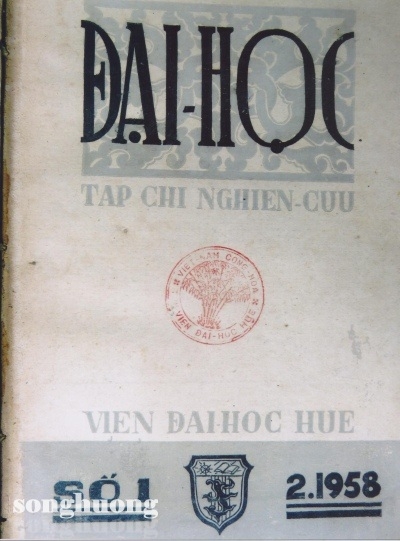 ĐẠI-HỌC
TAP CHI NGHIEN-CUU
VIET-NAM CONG-HOA
VIEN ĐAI-HOC HUE
VIEN ĐAI-HOC HUE
SỐ 1
2.1958
songhuong